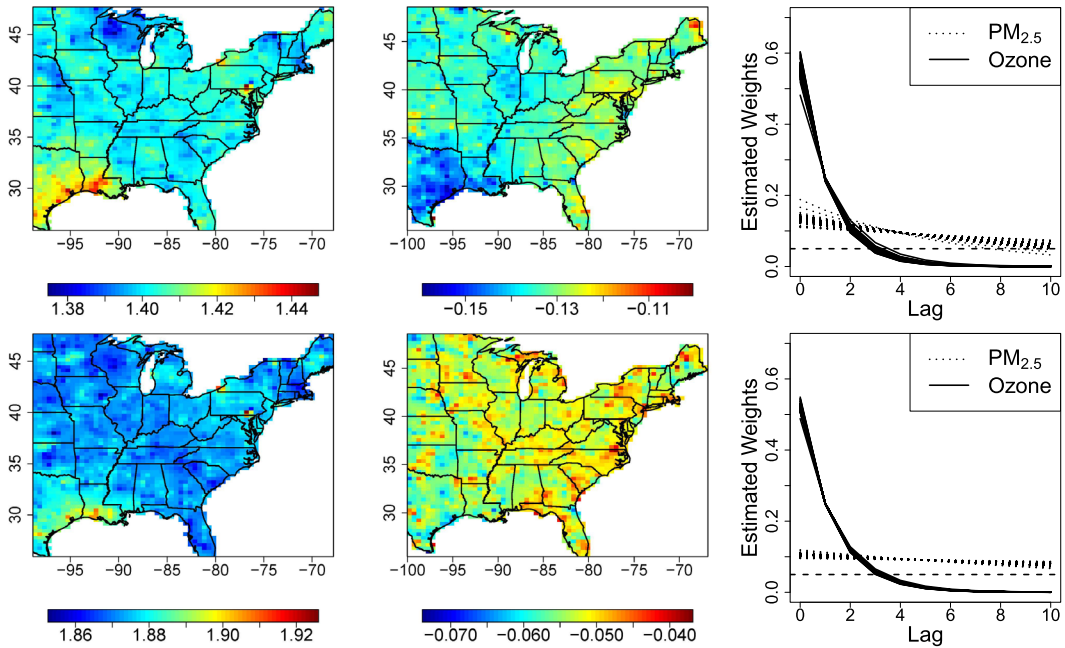 45
40
35
30
−95 −90 −85 −80 −75 −70
1.38 1.40 1.42 1.44
45
40
35
30
−100 −95 −90 −85 −80 −75 −70
−0.15 −0.13 −0.11
Estimated Weights
0.6
0.4
0.2
0.0
PM2.5
Ozone
0 2 4 6 8 10
Lag
45
40
35
30
−95 −90 −85 −80 −75 −70
1.86 1.88 1.90 1.92
45
40
35
30
−100 −95 −90 −85 −80 −75 −70
−0.070 −0.060 −0.050 −0.040
Estimated Weights
0.6
0.4
0.2
0.0
PM2.5
Ozone
0 2 4 6 8 10
Lag